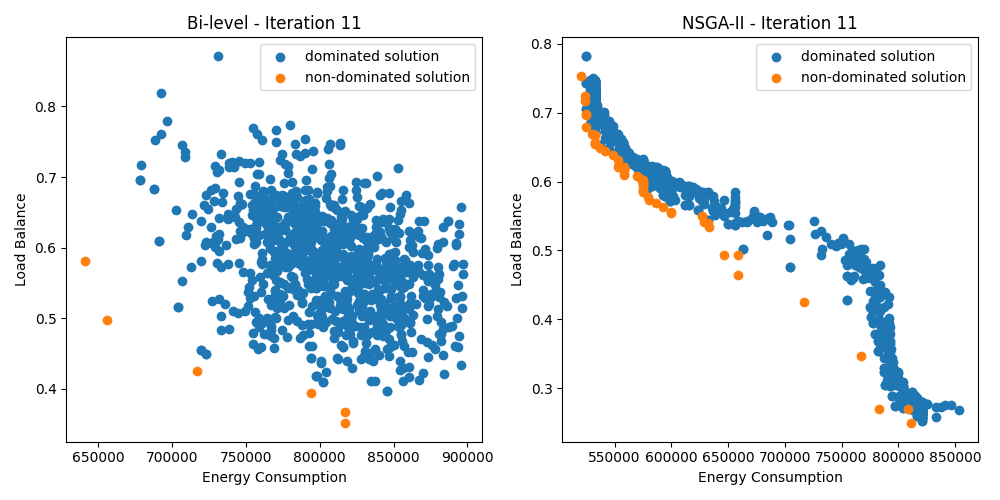 Bi-level - Iteration 11
dominated solution
non-dominated solution
Load Balance
0.8
0.7
0.6
0.5
0.4
650000 700000 750000 800000 850000 900000
Energy Consumption
NSGA-II - Iteration 11
dominated solution
non-dominated solution
Load Balance
0.8
0.7
0.6
0.5
0.4
0.3
550000 600000 650000 700000 750000 800000 850000
Energy Consumption